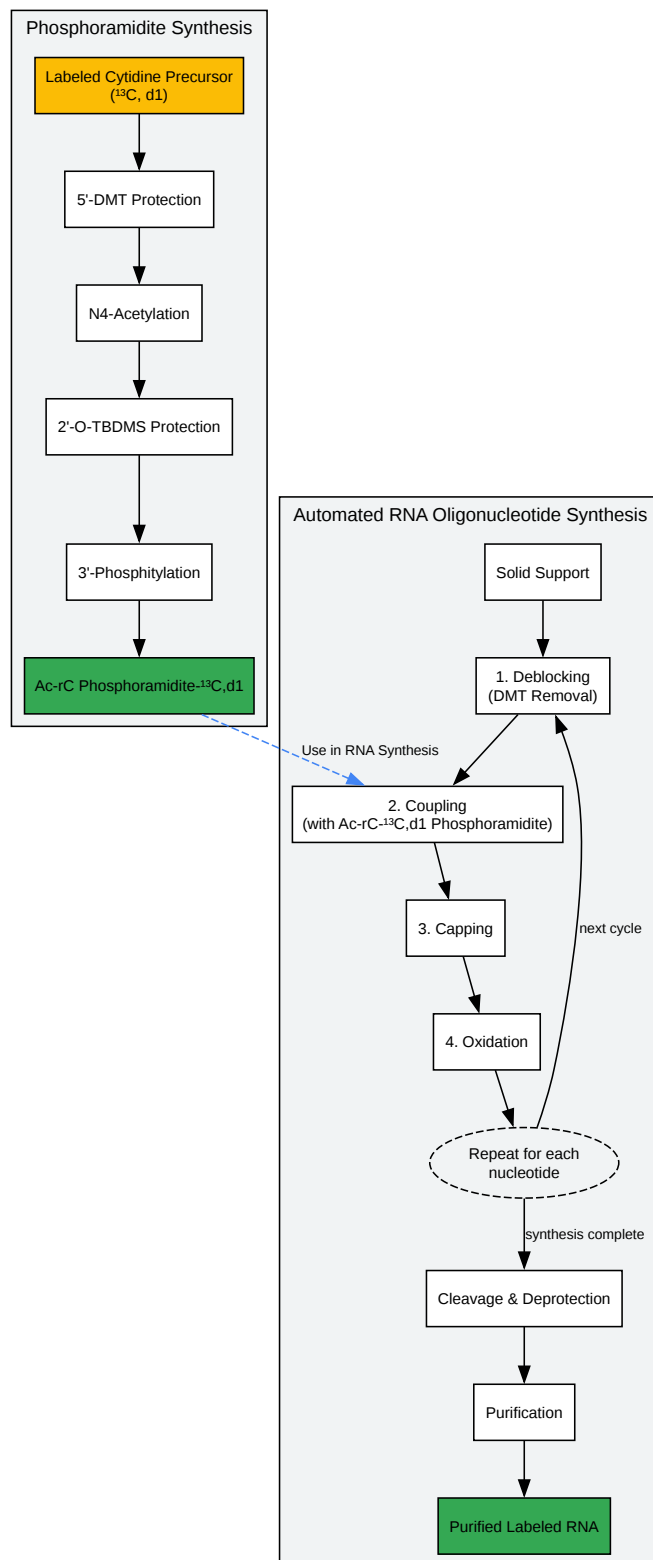 Phosphoramidite Synthesis
Labeled Cytidine Precursor
(¹³C, d1)
5'-DMT Protection
N4-Acetylation
2'-O-TBDMS Protection
3'-Phosphitylation
Ac-rC Phosphoramidite-¹³C,d1
Use in RNA Synthesis
Automated RNA Oligonucleotide Synthesis
Solid Support
1. Deblocking
(DMT Removal)
2. Coupling
(with Ac-rC-¹³C,d1 Phosphoramidite)
3. Capping
next cycle
4. Oxidation
Repeat for each
nucleotide
synthesis complete
Cleavage & Deprotection
Purification
Purified Labeled RNA